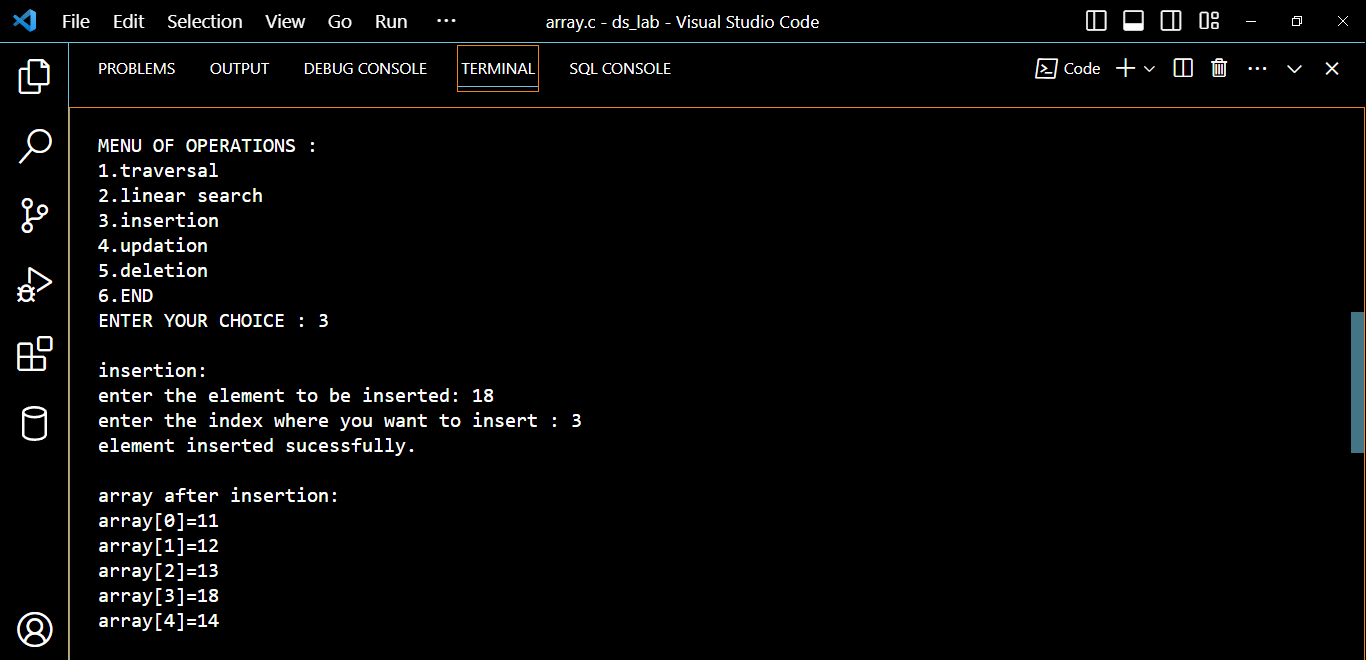 File Edit Selection View Go Run ··· array.c - ds_lab - Visual Studio Code
PROBLEMS OUTPUT DEBUG CONSOLE TERMINAL SQL CONSOLE Code
MENU OF OPERATIONS :
1.traversal
2.linear search
3.insertion
4.updation
5.deletion
6.END
ENTER YOUR CHOICE : 3
insertion:
enter the element to be inserted: 18
enter the index where you want to insert : 3
element inserted sucessfully.
array after insertion:
array[0]=11
array[1]=12
array[2]=13
array[3]=18
array[4]=14